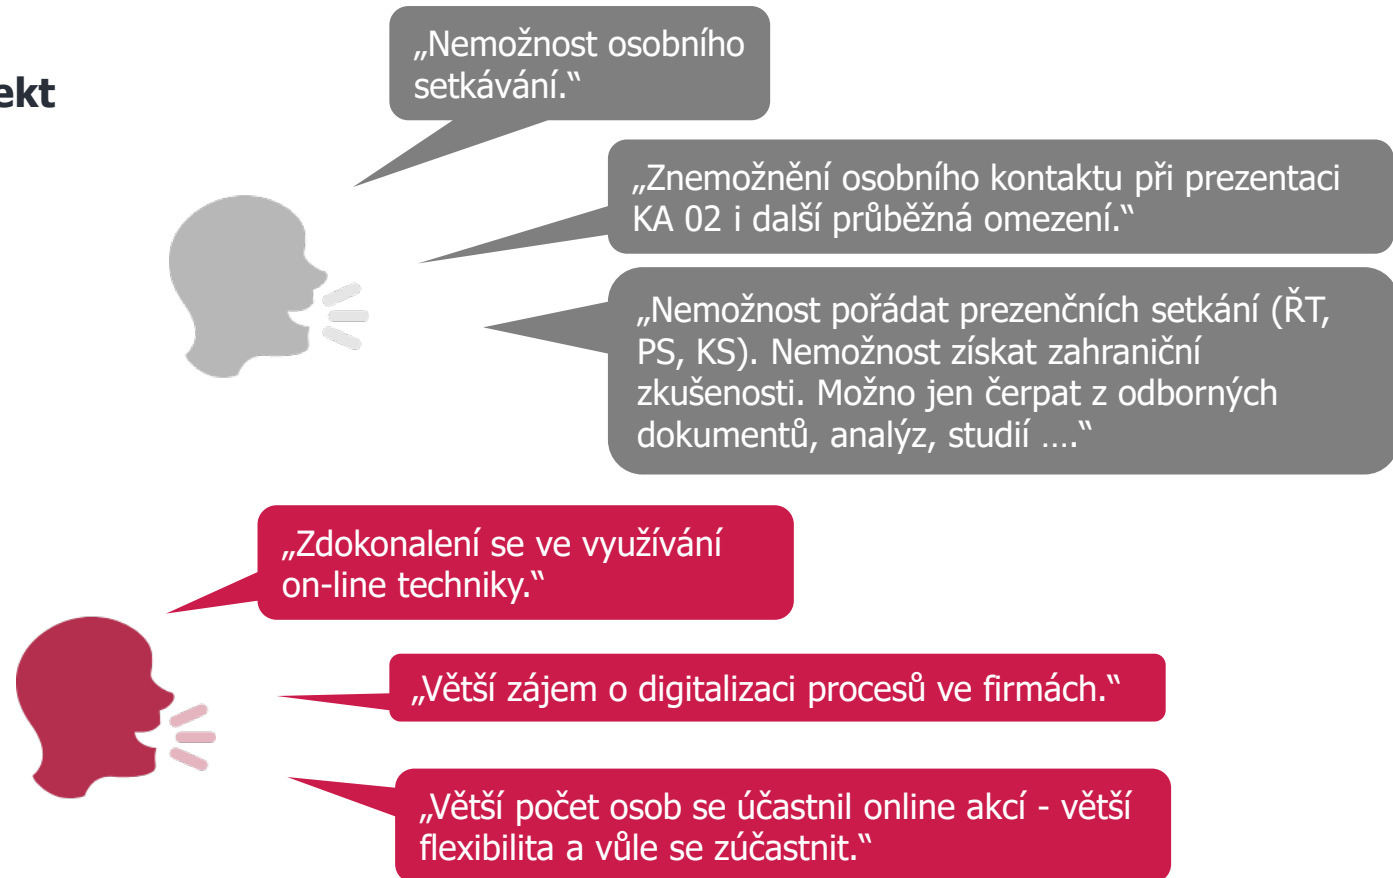 „Nemožnost osobního
setkávání.“
ekt
„Znemožnění osobního kontaktu při prezentaci
KA 02 i další průběžná omezení.“
„Nemožnost pořádat prezenčních setkání (ŘT,
PS, KS). Nemožnost získat zahraniční
zkušenosti. Možno jen čerpat z odborných
dokumentů, analýz, studií ….“
„Zdokonalení se ve využívání
on-line techniky.“
„Větší zájem o digitalizaci procesů ve firmách.“
„Větší počet osob se účastnil online akcí - větší
flexibilita a vůle se zúčastnit.“